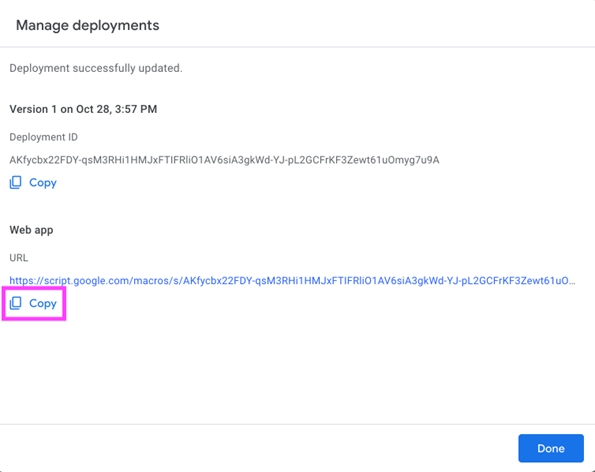 Manage deployments
Deployment successfully updated.
Version 1 on Oct 28, 3:57 PM
Deployment ID
AKfycbx22FDY-qsM3RHi1HMJxFTIFRliO1AV6siA3gkWd-YJ-pL2GCFrKF3Zewt61uOmyg7u9A
Copy
Web app
URL
https://script.google.com/macros/s/AKfycbx22FDY-qsM3RHi1HMJxFTIFRliO1AV6siA3gkWd-YJ-pL2GCFrKF3Zewt61uO...
Copy
Done